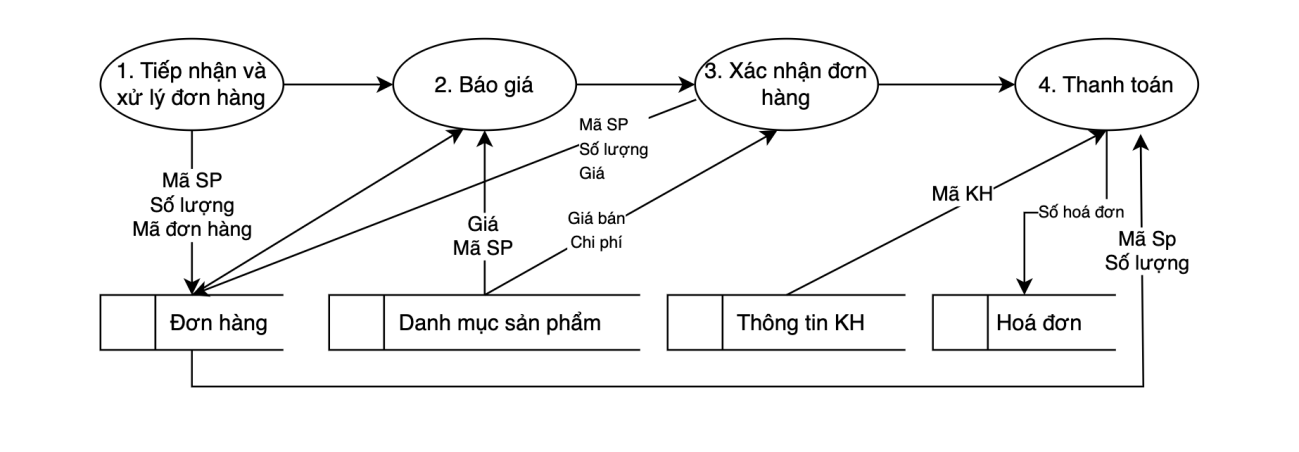 1. Tiếp nhận và
xử lý đơn hàng
2. Báo giá
3. Xác nhận đơn
hàng
4. Thanh toán
Mã SP
Số lượng
Mã đơn hàng
Mã SP
Số lượng
Giá
Giá
Mã SP
Giá bán
Chi phí
Mã KH
Số hoá đơn
Mã Sp
Số lượng
Đơn hàng
Danh mục sản phẩm
Thông tin KH
Hoá đơn